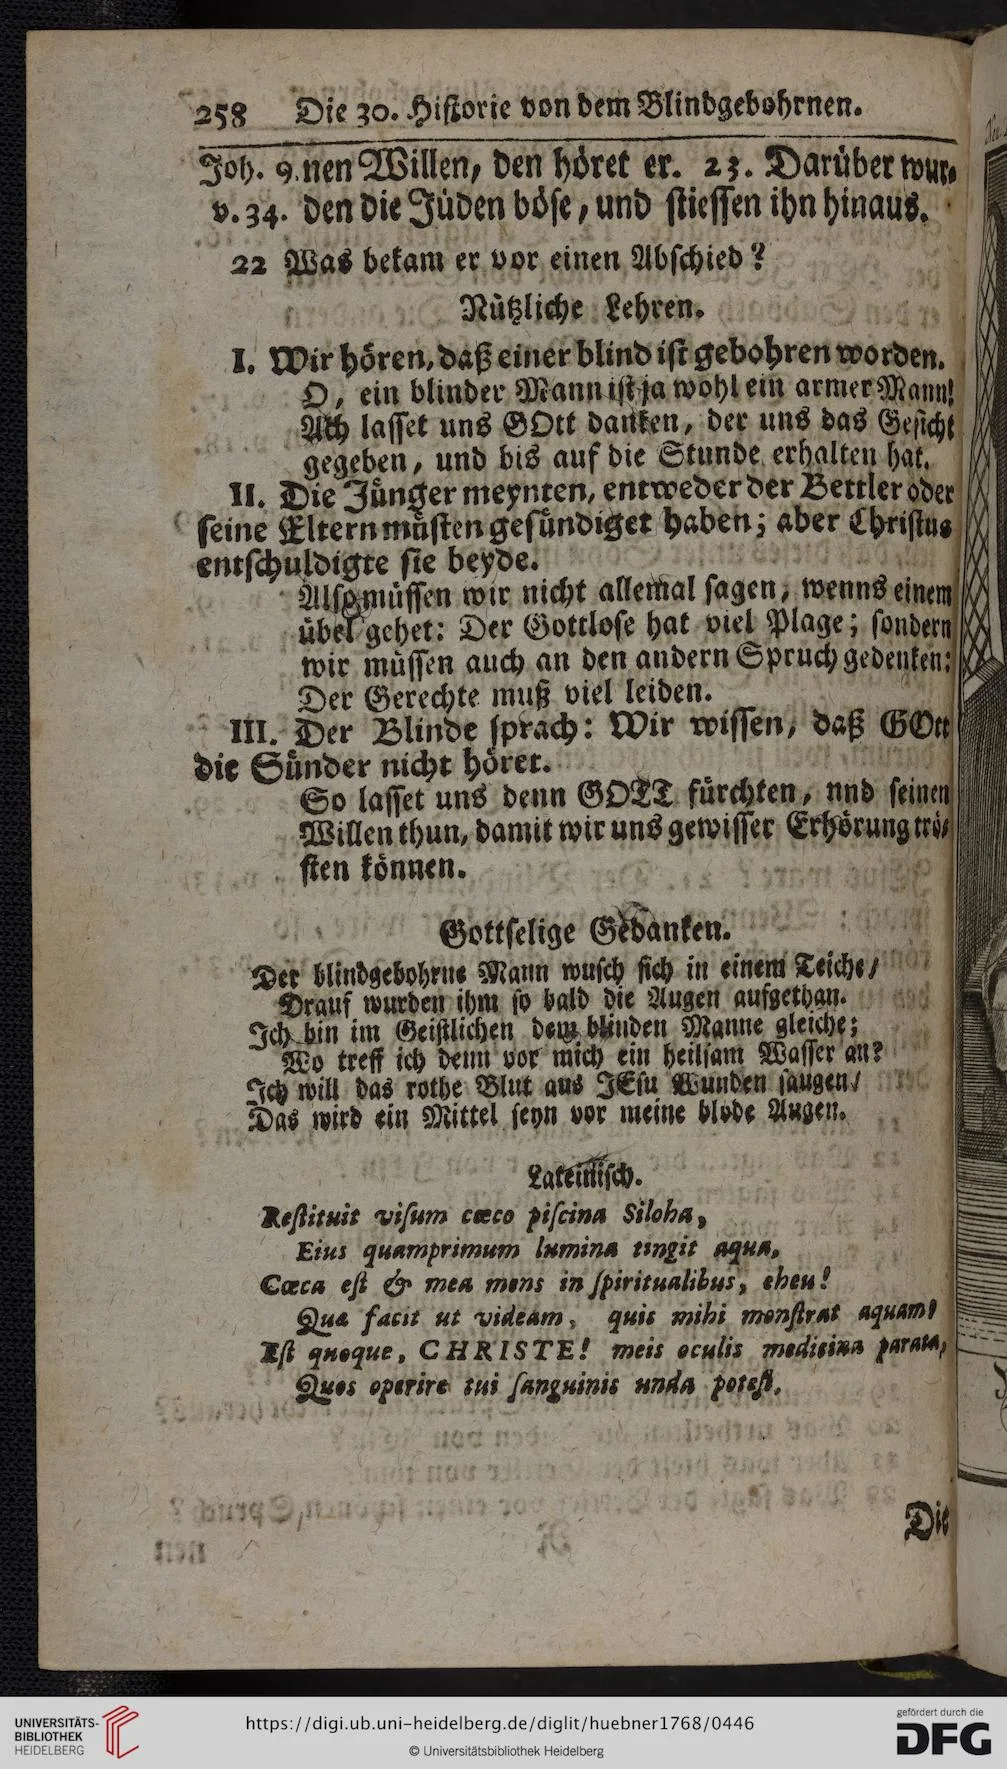 258 Die 30. Historie von dem Blindgebohrnen.
Joh. 9. nen Willen, den höret er. 23. Darüber wur-
v. 34. den die Jüden böse, und stiessen ihn hinaus.
22 Was bekam er vor einen Abschied?
Nützliche Lehren.
I. Wir hören, daß einer blind ist gebohren worden.
O, ein blinder Mann ist ja wohl ein armer Mann!
Ach lasset uns GOtt danken, der uns das Gesicht
gegeben, und bis auf die Stunde erhalten hat.
II. Die Jünger meynten, entweder der Bettler oder
seine Eltern müsten gesündiget haben; aber Christus
entschuldigte sie beyde.
Also müssen wir nicht allemal sagen, wenns einem
übel gehet: Der Gottlose hat viel Plage; sondern
wir müssen auch an den andern Spruch gedenken:
Der Gerechte muß viel leiden.
III. Der Blinde sprach: Wir wissen, daß GOtt
die Sünder nicht höret.
So lasset uns denn GOTT fürchten, nnd seinen
Willen thun, damit wir uns gewisser Erhörung trö-
sten können.
Gottselige Gedanken.
Der blindgebohrne Mann wusch sich in einem Teiche/
Drauf wurden ihm so bald die Augen aufgethan.
Ich bin im Geistlichen dem blinden Manne gleiche;
Wo treff ich denn vor mich ein heilsam Wasser an?
Ich will das rothe Blut aus JEsu Wunden saugen/
Das wird ein Mittel seyn vor meine blöde Augen.
Lateinisch.
Restituit visum cæco piscina Siloha,
Eius quamprimum lumina tingit aqua.
Cæca est & mea mens in spiritualibus, eheu!
Qua facit ut videam, quis mihi monstrat aquam?
Est quoque, CHRISTE! meis oculis medicina parata,
Quos operire tui sanguinis unda potest.
Die
UNIVERSITÄTS-
BIBLIOTHEK
HEIDELBERG
https://digi.ub.uni-heidelberg.de/diglit/huebner1768/0446
© Universitätsbibliothek Heidelberg
gefördert durch die
DFG